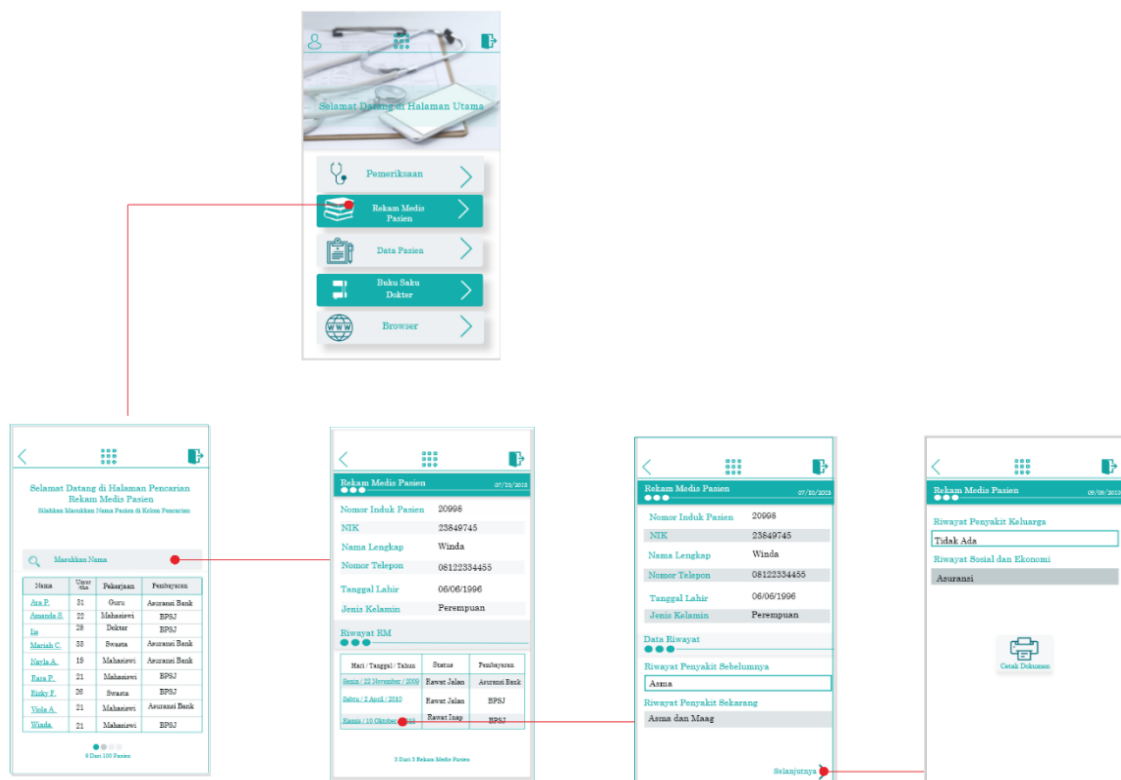 Selamat Datang di Halaman Utama
Pemeriksaan
Rekam Medis
Pasien
Data Pasien
Buku Saku
Dokter
WWW
Browser
Selamat Datang di Halaman Pencarian
Rekam Medis Pasien
Silahkan Masukkan Nama Pasien di Kolom Pencarian
Masukkan Nama
Nama Umur Pekerjaan Pembayaran
Ara P. 31 Guru Asuransi Bank
Amanda S. 22 Mahasiswi BPSJ
29 Dokter BPSJ
Mariah C. 33 Swasta Asuransi Bank
Nayla A. 19 Mahasiswi Asuransi Bank
Rara P. 21 Mahasiswi BPSJ
Rizky F. 26 Swasta BPSJ
Viola A. 21 Mahasiswi Asuransi Bank
Winda 21 Mahasiswi BPSJ
9 Dari 100 Pasien
Rekam Medis Pasien
Nomor Induk Pasien 20998
NIK 23849745
Nama Lengkap Winda
Nomor Telepon 08122334455
Tanggal Lahir 06/06/1996
Jenis Kelamin Perempuan
Riwayat RM
Hari / Tanggal / Tahun Status Pembayaran
Senin / 22 November / 2009 Rawat Jalan Asuransi Bank
Sabtu / 2 April / 2010 Rawat Jalan BPSJ
Kamis / 10 Oktober Rawat Inap BPSJ
3 Dari 3 Rekam Medis Pasien
Rekam Medis Pasien
Nomor Induk Pasien 20998
NIK 23849745
Nama Lengkap Winda
Nomor Telepon 08122334455
Tanggal Lahir 06/06/1996
Jenis Kelamin Perempuan
Data Riwayat
Riwayat Penyakit Sebelumnya
Asma
Riwayat Penyakit Sekarang
Asma dan Maag
Selanjutnya
Rekam Medis Pasien
Riwayat Penyakit Keluarga
Tidak Ada
Riwayat Sosial dan Ekonomi
Asuransi
Cetak Dokumen